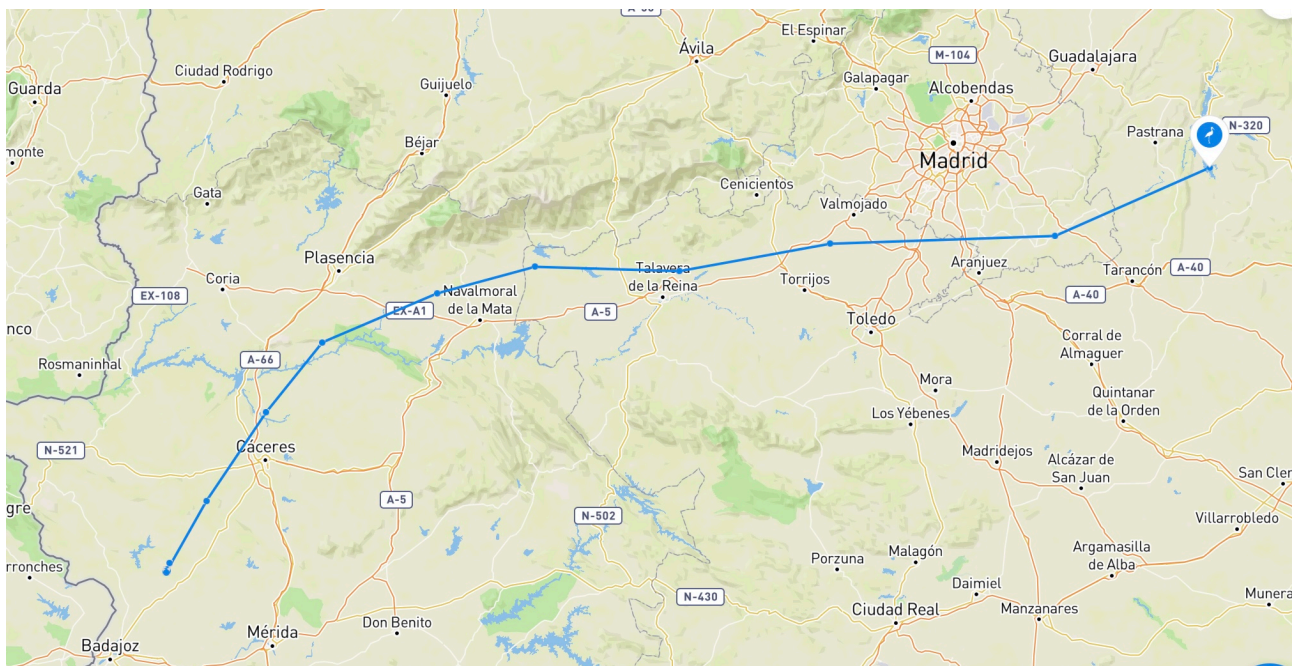 El Espinar
Ávila
M-104
Guadalajara
Ciudad Rodrigo
Galapagar
Guijuelo
Alcobendas
Guarda
N-320
Pastrana
Béjar
Madrid
monte
Cenicientos
Gata
Valmojado
Plasencia
Talavera
de la Reina
Aranjuez
Tarancón
A-40
Coria
Torrijos
EX-108
Navalmoral
de la Mata
EX-A1
A-5
A-40
Toledo
nco
Corral de
Almaguer
A-66
Rosmaninhal
Mora
Quintanar
de la Orden
Los Yébenes
Cáceres
N-521
Madridejos
Alcázar de
San Juan
San Cler
A-5
gre
N-502
Villarrobledo
Argamasilla
de Alba
Malagón
Porzuna
rronches
Daimiel
N-430
Munera
Ciudad Real
Manzanares
Don Benito
Mérida
Badajoz